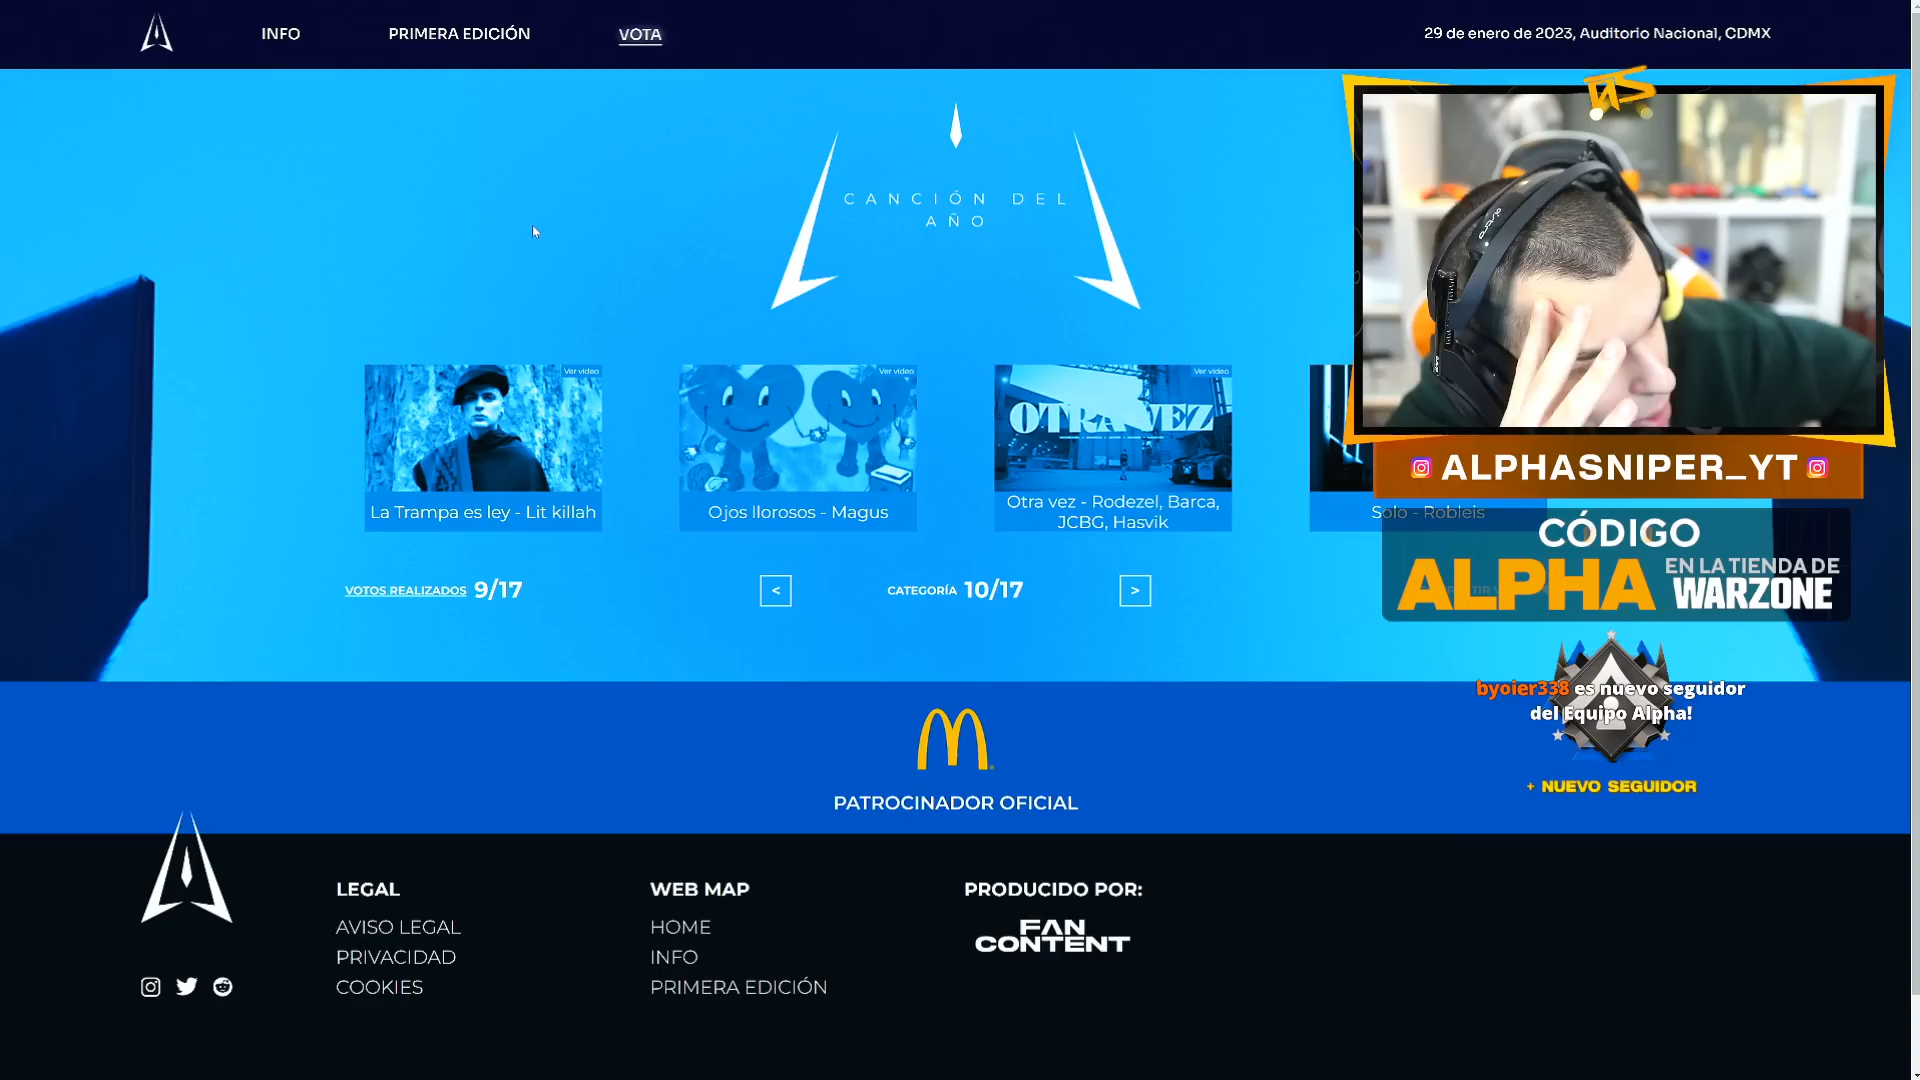 INFO
PRIMERA EDICIÓN
VOTA
29 de enero de 2023, Auditorio Nacional, CDMX
CANCIÓN DEL
AÑO
Ver video
Ver video
Ver video
OTRA VEZ
La Trampa es ley - Lit killah
Ojos llorosos - Magus
Otra vez - Rodezel, Barca,
JCBG, Hasvik
Solo - Robleis
VOTOS REALIZADOS 9/17
<
CATEGORÍA 10/17
>
ALPHASNIPER_YT
CÓDIGO
ALPHA
EN LA TIENDA DE
WARZONE
byoier338 es nuevo seguidor
del Equipo Alpha!
+ NUEVO SEGUIDOR
PATROCINADOR OFICIAL
LEGAL
AVISO LEGAL
PRIVACIDAD
COOKIES
WEB MAP
HOME
INFO
PRIMERA EDICIÓN
PRODUCIDO POR:
FAN
CONTENT